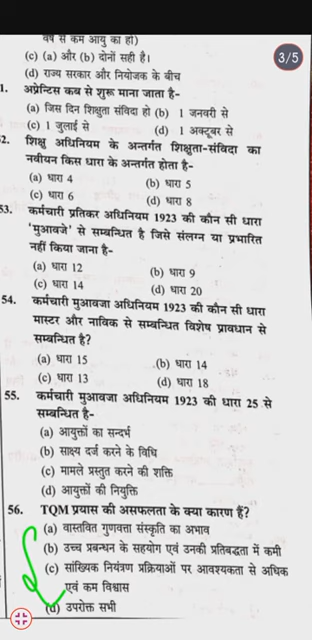 वर्ष से कम आयु का हो)
(c) (a) और (b) दोनों सही है।
3/5
(d) राज्य सरकार और नियोजक के बीच
1. अप्रेन्टिस कब से शुरू माना जाता है-
(a) जिस दिन शिक्षुता संविदा हो (b) 1 जनवरी से
(c) 1 जुलाई से (d) 1 अक्टूबर से
2. शिक्षु अधिनियम के अन्तर्गत शिक्षुता-संविदा का
नवीयन किस धारा के अन्तर्गत होता है-
(a) धारा 4 (b) धारा 5
(c) धारा 6 (d) धारा 8
53. कर्मचारी प्रतिकर अधिनियम 1923 की कौन सी धारा
'मुआवजे' से सम्बन्धित है जिसे संलग्न या प्रभारित
नहीं किया जाना है-
(a) धारा 12 (b) धारा 9
(c) धारा 14 (d) धारा 20
54. कर्मचारी मुआवजा अधिनियम 1923 की कौन सी धारा
मास्टर और नाविक से सम्बन्धित विशेष प्रावधान से
सम्बन्धित है?
(a) धारा 15 (b) धारा 14
(c) धारा 13 (d) धारा 18
55. कर्मचारी मुआवजा अधिनियम 1923 की धारा 25 से
सम्बन्धित है-
(a) आयुक्तों का सन्दर्भ
(b) साक्ष्य दर्ज करने के विधि
(c) मामले प्रस्तुत करने की शक्ति
(d) आयुक्तों की नियुक्ति
56. TQM प्रयास की असफलता के क्या कारण हैं?
(a) वास्तवित गुणवत्ता संस्कृति का अभाव
(b) उच्च प्रबन्धन के सहयोग एवं उनकी प्रतिबद्धता में कमी
(c) सांख्यिक नियंत्रण प्रक्रियाओं पर आवश्यकता से अधिक
एवं कम विश्वास
(d) उपरोक्त सभी